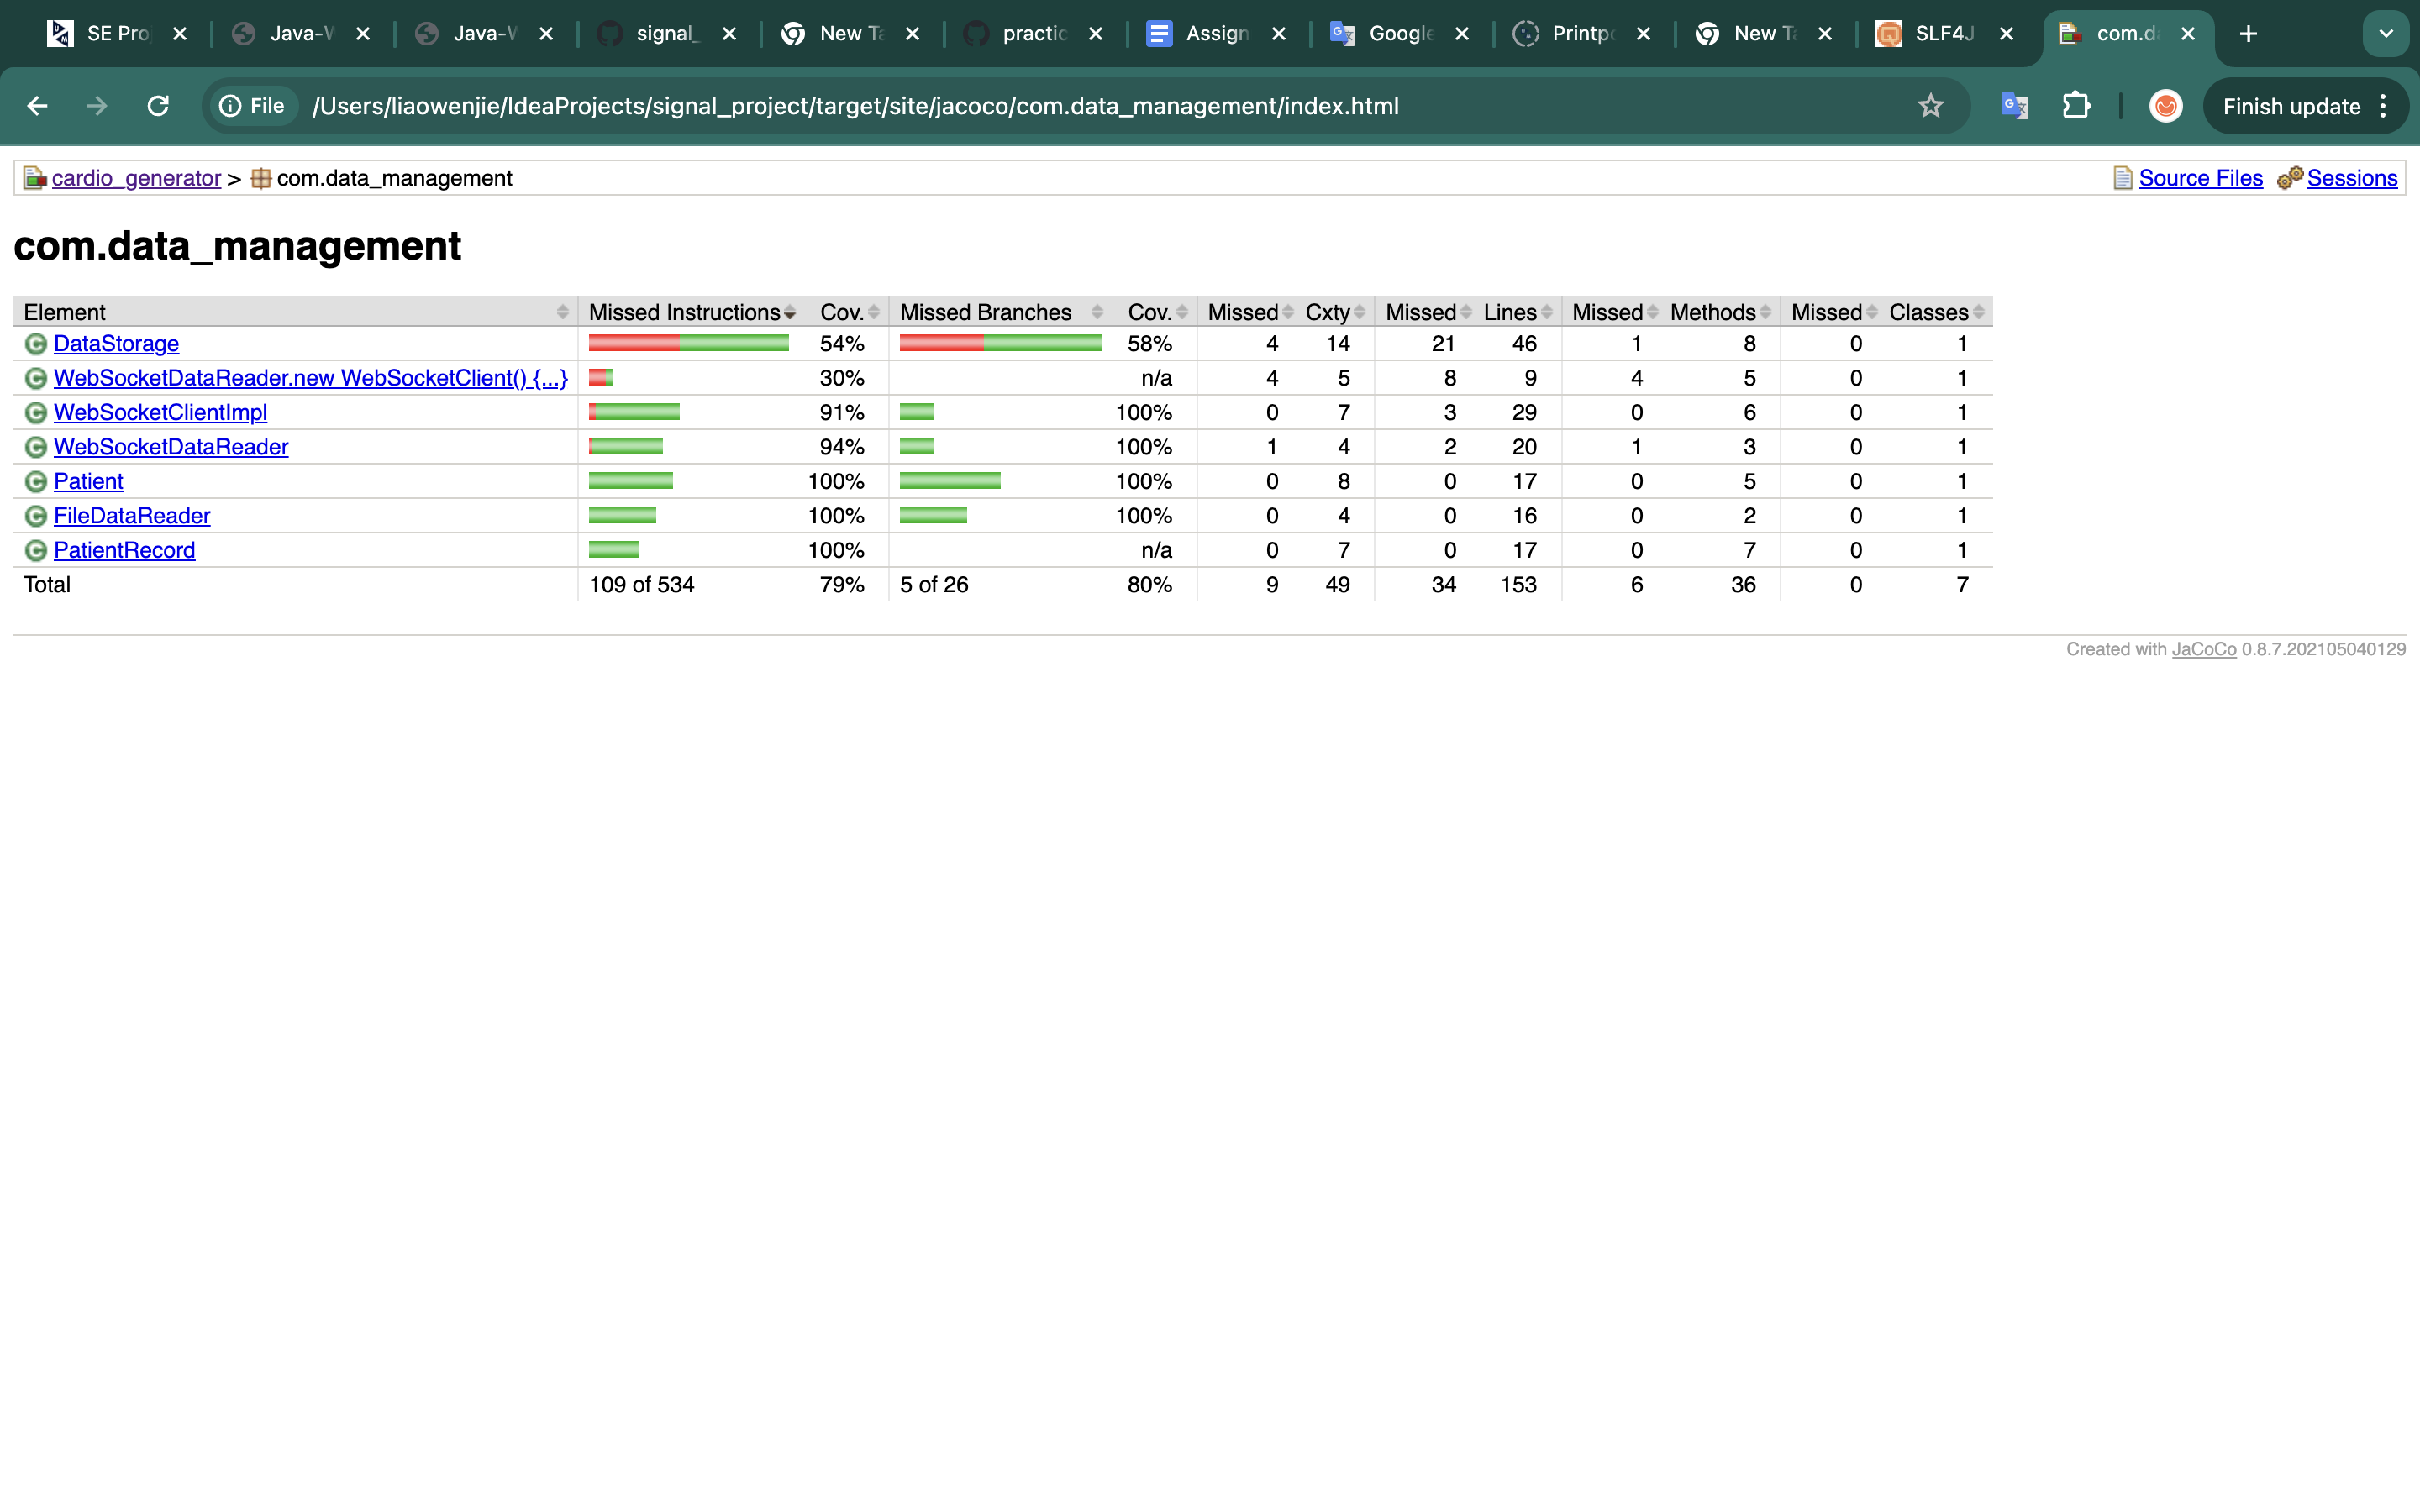 SE Pro
Java-W
Java-W
signal_
New Ta
practic
Assign
Google
Printpo
New Ta
SLF4J
com.da
File /Users/liaowenjie/IdeaProjects/signal_project/target/site/jacoco/com.data_management/index.html
Finish update
cardio_generator > com.data_management Source Files Sessions
com.data_management
Element Missed Instructions Cov. Missed Branches Cov. Missed Cxty Missed Lines Missed Methods Missed Classes
DataStorage 54% 58% 4 14 21 46 1 8 0 1
WebSocketDataReader.new WebSocketClient() {...} 30% n/a 4 5 8 9 4 5 0 1
WebSocketClientImpl 91% 100% 0 7 3 29 0 6 0 1
WebSocketDataReader 94% 100% 1 4 2 20 1 3 0 1
Patient 100% 100% 0 8 0 17 0 5 0 1
FileDataReader 100% 100% 0 4 0 16 0 2 0 1
PatientRecord 100% n/a 0 7 0 17 0 7 0 1
Total 109 of 534 79% 5 of 26 80% 9 49 34 153 6 36 0 7
Created with JaCoCo 0.8.7.202105040129